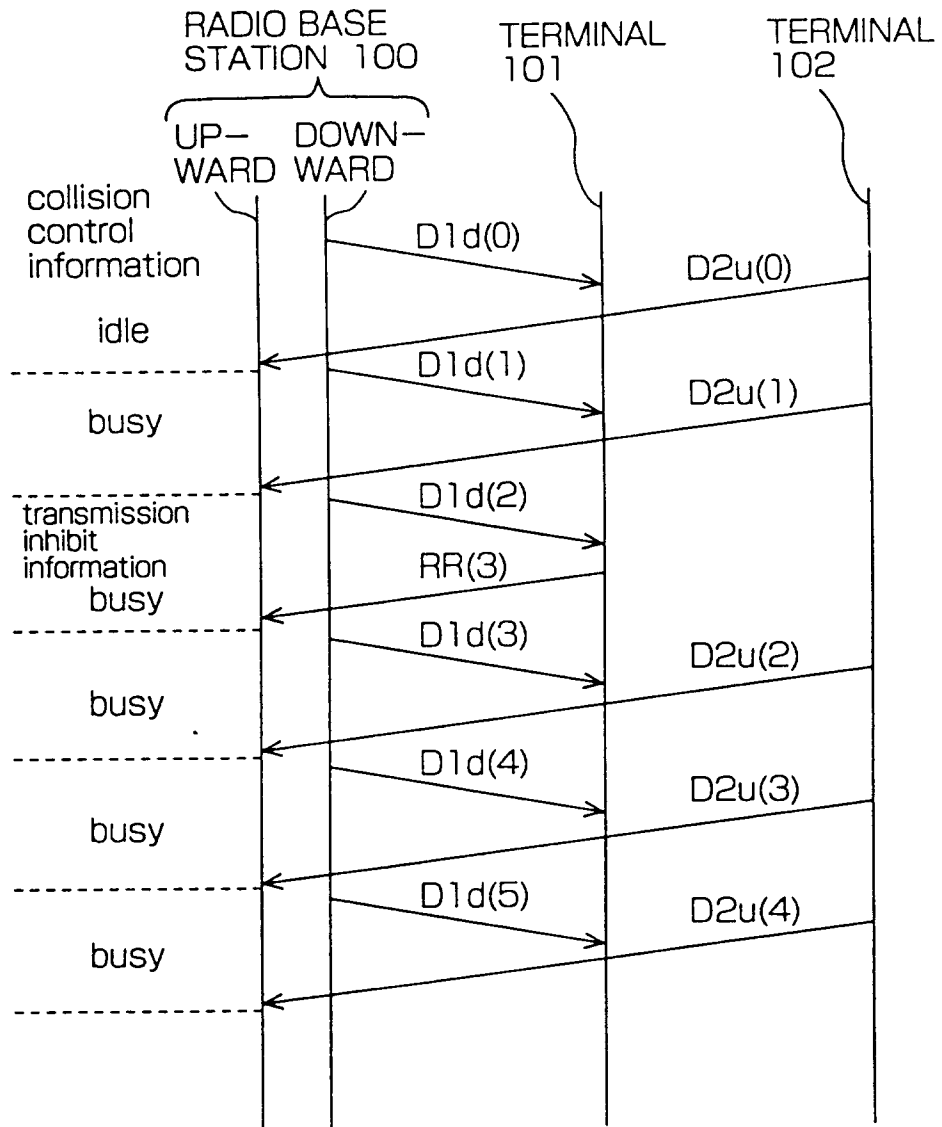 RADIO BASE
STATION 100
TERMINAL
101
TERMINAL
102
UP-
WARD
DOWN-
WARD
collision
control
information
D1d(0)
D2u(0)
idle
D1d(1)
D2u(1)
busy
D1d(2)
transmission
inhibit
information
RR(3)
busy
D1d(3)
D2u(2)
busy
D1d(4)
D2u(3)
busy
D1d(5)
D2u(4)
busy